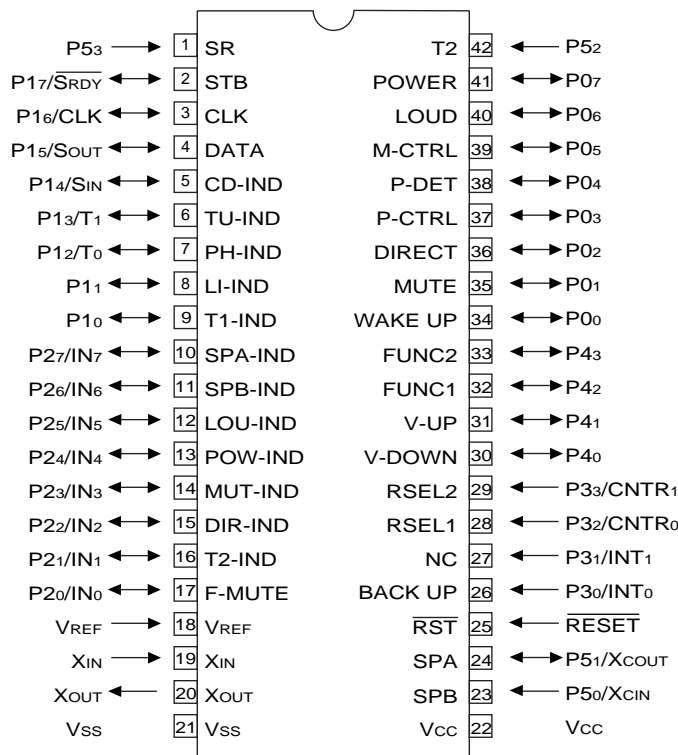 P5₃ 1 SR T2 42 P5₂
P1₇/S̅R̅D̅Y̅ 2 STB POWER 41 P0₇
P1₆/CLK 3 CLK LOUD 40 P0₆
P1₅/SOUT 4 DATA M-CTRL 39 P0₅
P1₄/SIN 5 CD-IND P-DET 38 P0₄
P1₃/T₁ 6 TU-IND P-CTRL 37 P0₃
P1₂/T₀ 7 PH-IND DIRECT 36 P0₂
P1₁ 8 LI-IND MUTE 35 P0₁
P1₀ 9 T1-IND WAKE UP 34 P0₀
P2₇/IN₇ 10 SPA-IND FUNC2 33 P4₃
P2₆/IN₆ 11 SPB-IND FUNC1 32 P4₂
P2₅/IN₅ 12 LOU-IND V-UP 31 P4₁
P2₄/IN₄ 13 POW-IND V-DOWN 30 P4₀
P2₃/IN₃ 14 MUT-IND RSEL2 29 P3₃/CNTR₁
P2₂/IN₂ 15 DIR-IND RSEL1 28 P3₂/CNTR₀
P2₁/IN₁ 16 T2-IND NC 27 P3₁/INT₁
P2₀/IN₀ 17 F-MUTE BACK UP 26 P3₀/INT₀
VREF 18 VREF R̅S̅T̅ 25 R̅E̅S̅E̅T̅
XIN 19 XIN SPA 24 P5₁/XCOUT
XOUT 20 XOUT SPB 23 P5₀/XCIN
VSS 21 VSS VCC 22 VCC